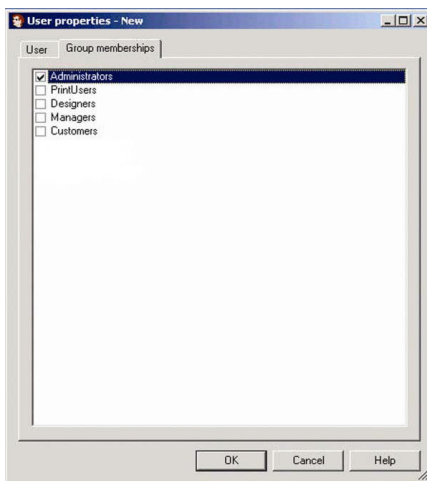 User properties - New
User Group memberships
Administrators
PrintUsers
Designers
Managers
Customers
OK Cancel Help